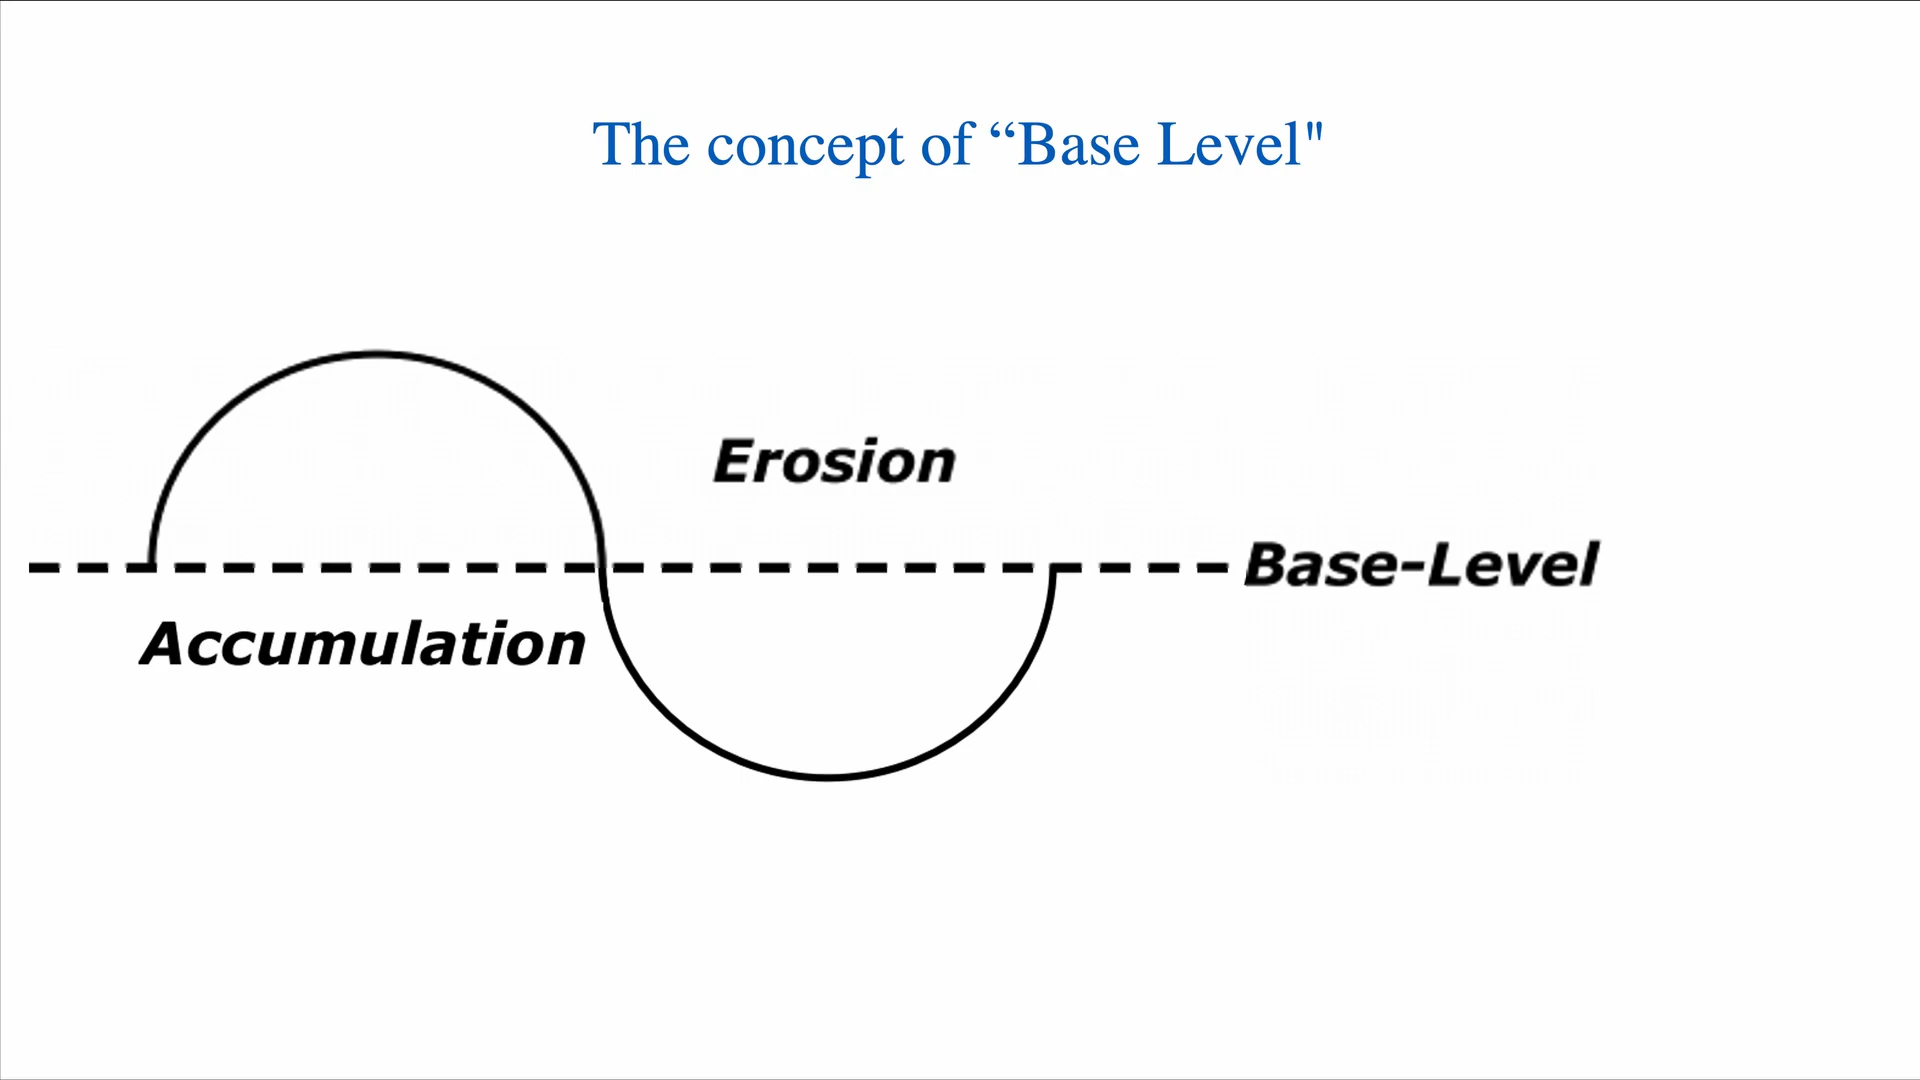 The concept of “Base Level"
Erosion
Base-Level
Accumulation